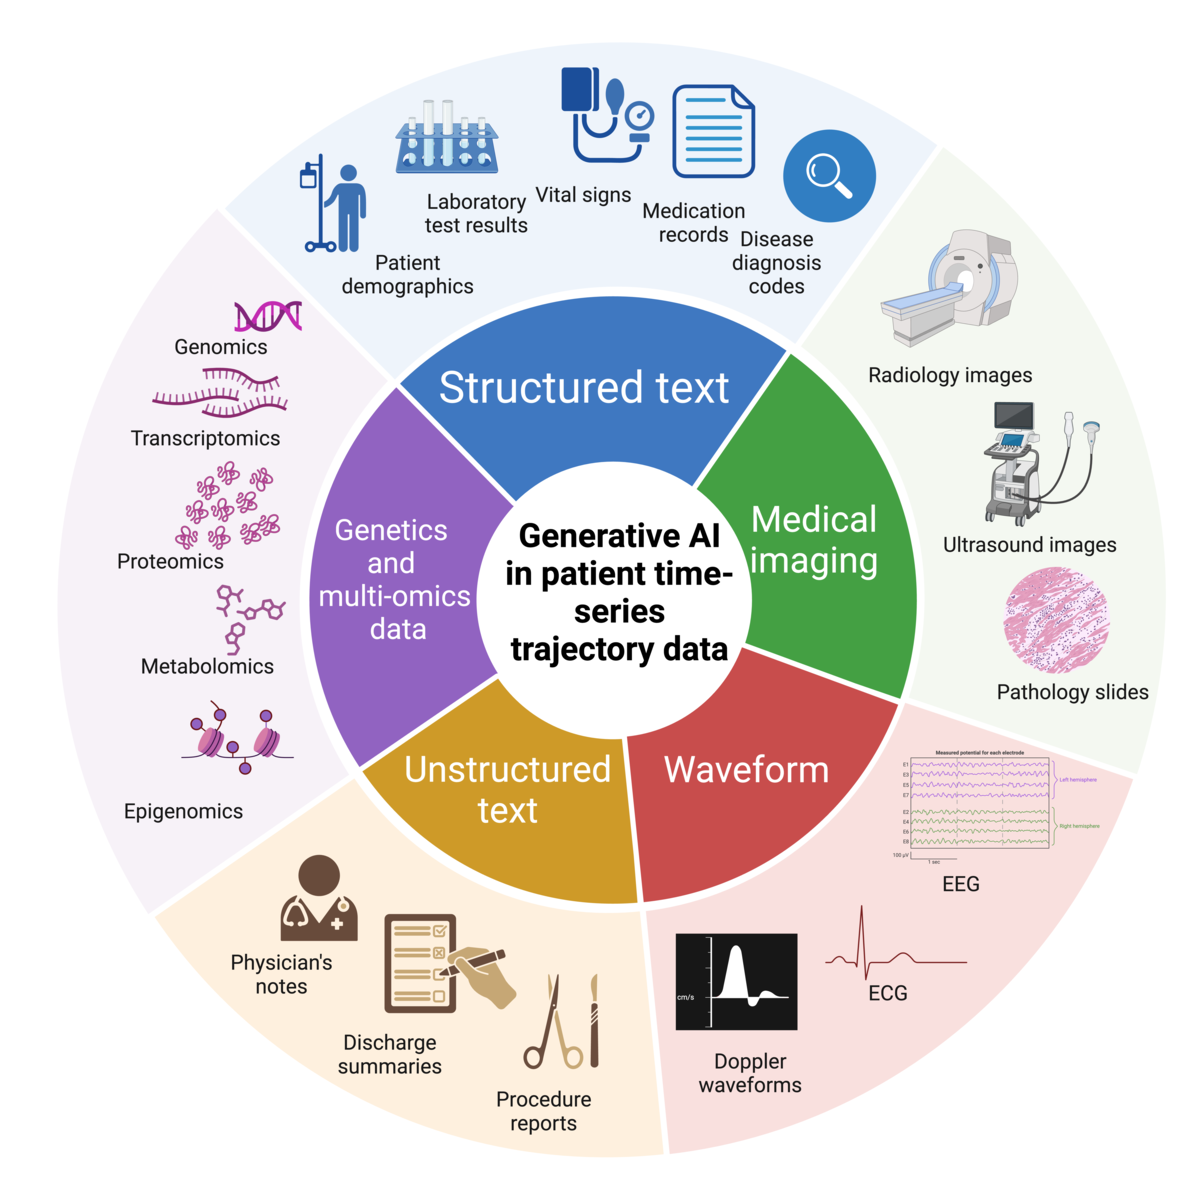 Generative AI
in patient time-
series
trajectory data
Structured text
Patient
demographics
Laboratory
test results
Vital signs
Medication
records
Disease
diagnosis
codes
Medical
imaging
Radiology images
Ultrasound images
Pathology slides
Waveform
Measured potential for each electrode
E1
E3
E5
E7
Left hemisphere
E2
E4
E6
E8
Right hemisphere
100 µV
1 sec
EEG
ECG
cm/s
Doppler
waveforms
Unstructured
text
Physician's
notes
Discharge
summaries
Procedure
reports
Genetics
and
multi-omics
data
Genomics
Transcriptomics
Proteomics
Metabolomics
Epigenomics